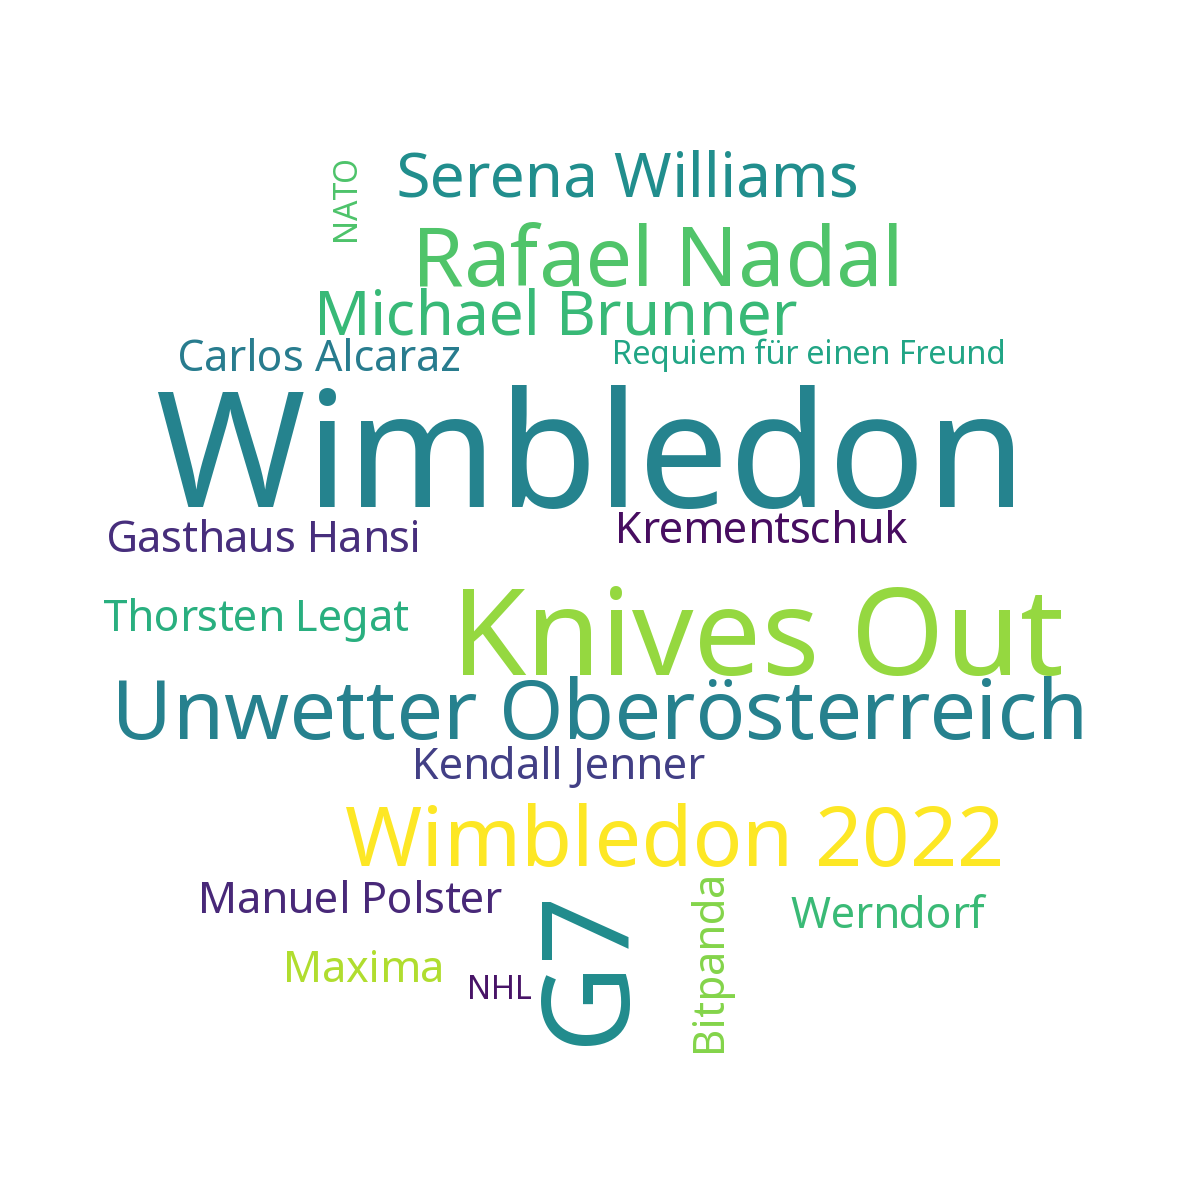 NATO
Serena Williams
Rafael Nadal
Michael Brunner
Carlos Alcaraz
Requiem für einen Freund
Wimbledon
Gasthaus Hansi
Krementschuk
Thorsten Legat
Knives Out
Unwetter Oberösterreich
Kendall Jenner
Wimbledon 2022
Manuel Polster
G7
Bitpanda
Werndorf
Maxima
NHL